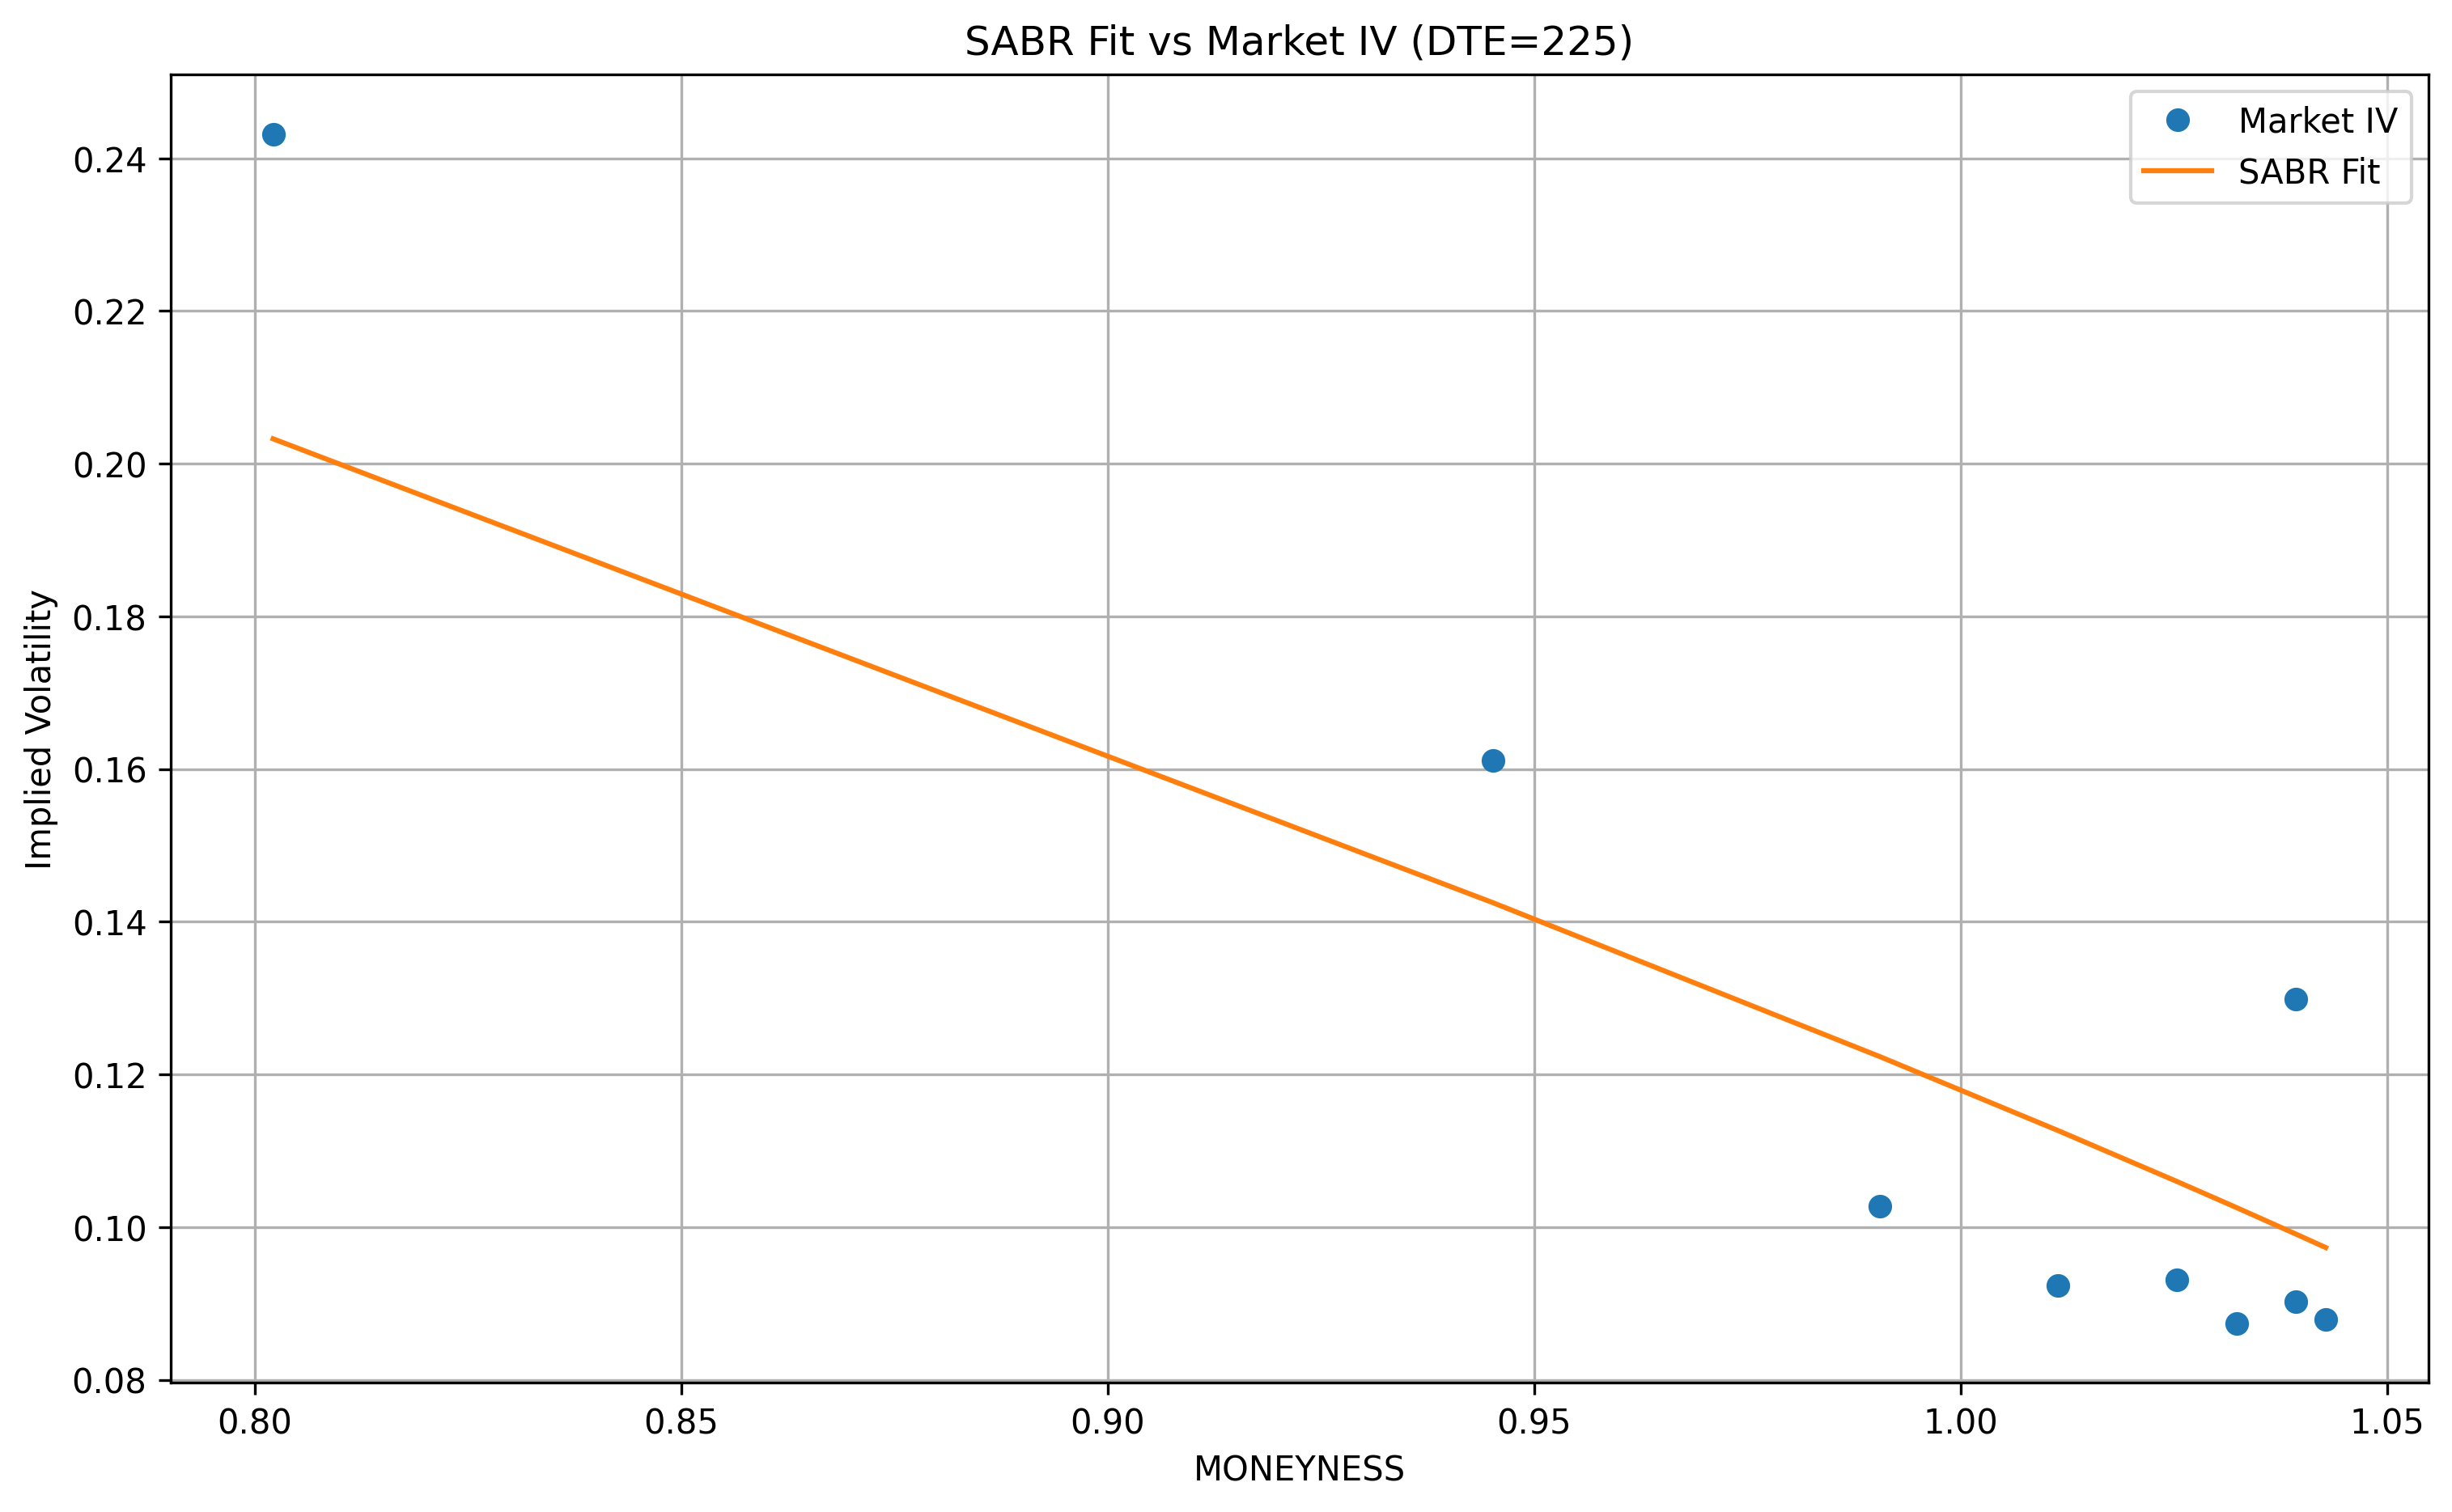 SABR Fit vs Market IV (DTE=225)
Market IV
SABR Fit
Implied Volatility
0.24
0.22
0.20
0.18
0.16
0.14
0.12
0.10
0.08
0.80 0.85 0.90 0.95 1.00 1.05
MONEYNESS